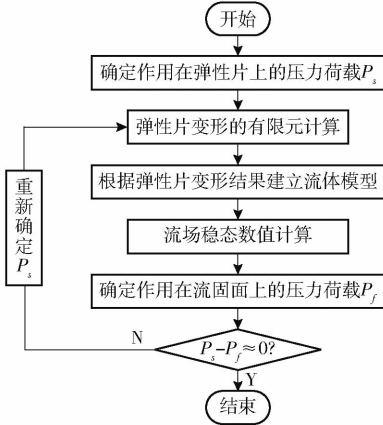 开始
确定作用在弹性片上的压力荷载Ps
弹性片变形的有限元计算
根据弹性片变形结果建立流体模型
流场稳态数值计算
确定作用在流固面上的压力荷载Pf
重新确定Ps
N
Ps-Pf≈0?
Y
结束